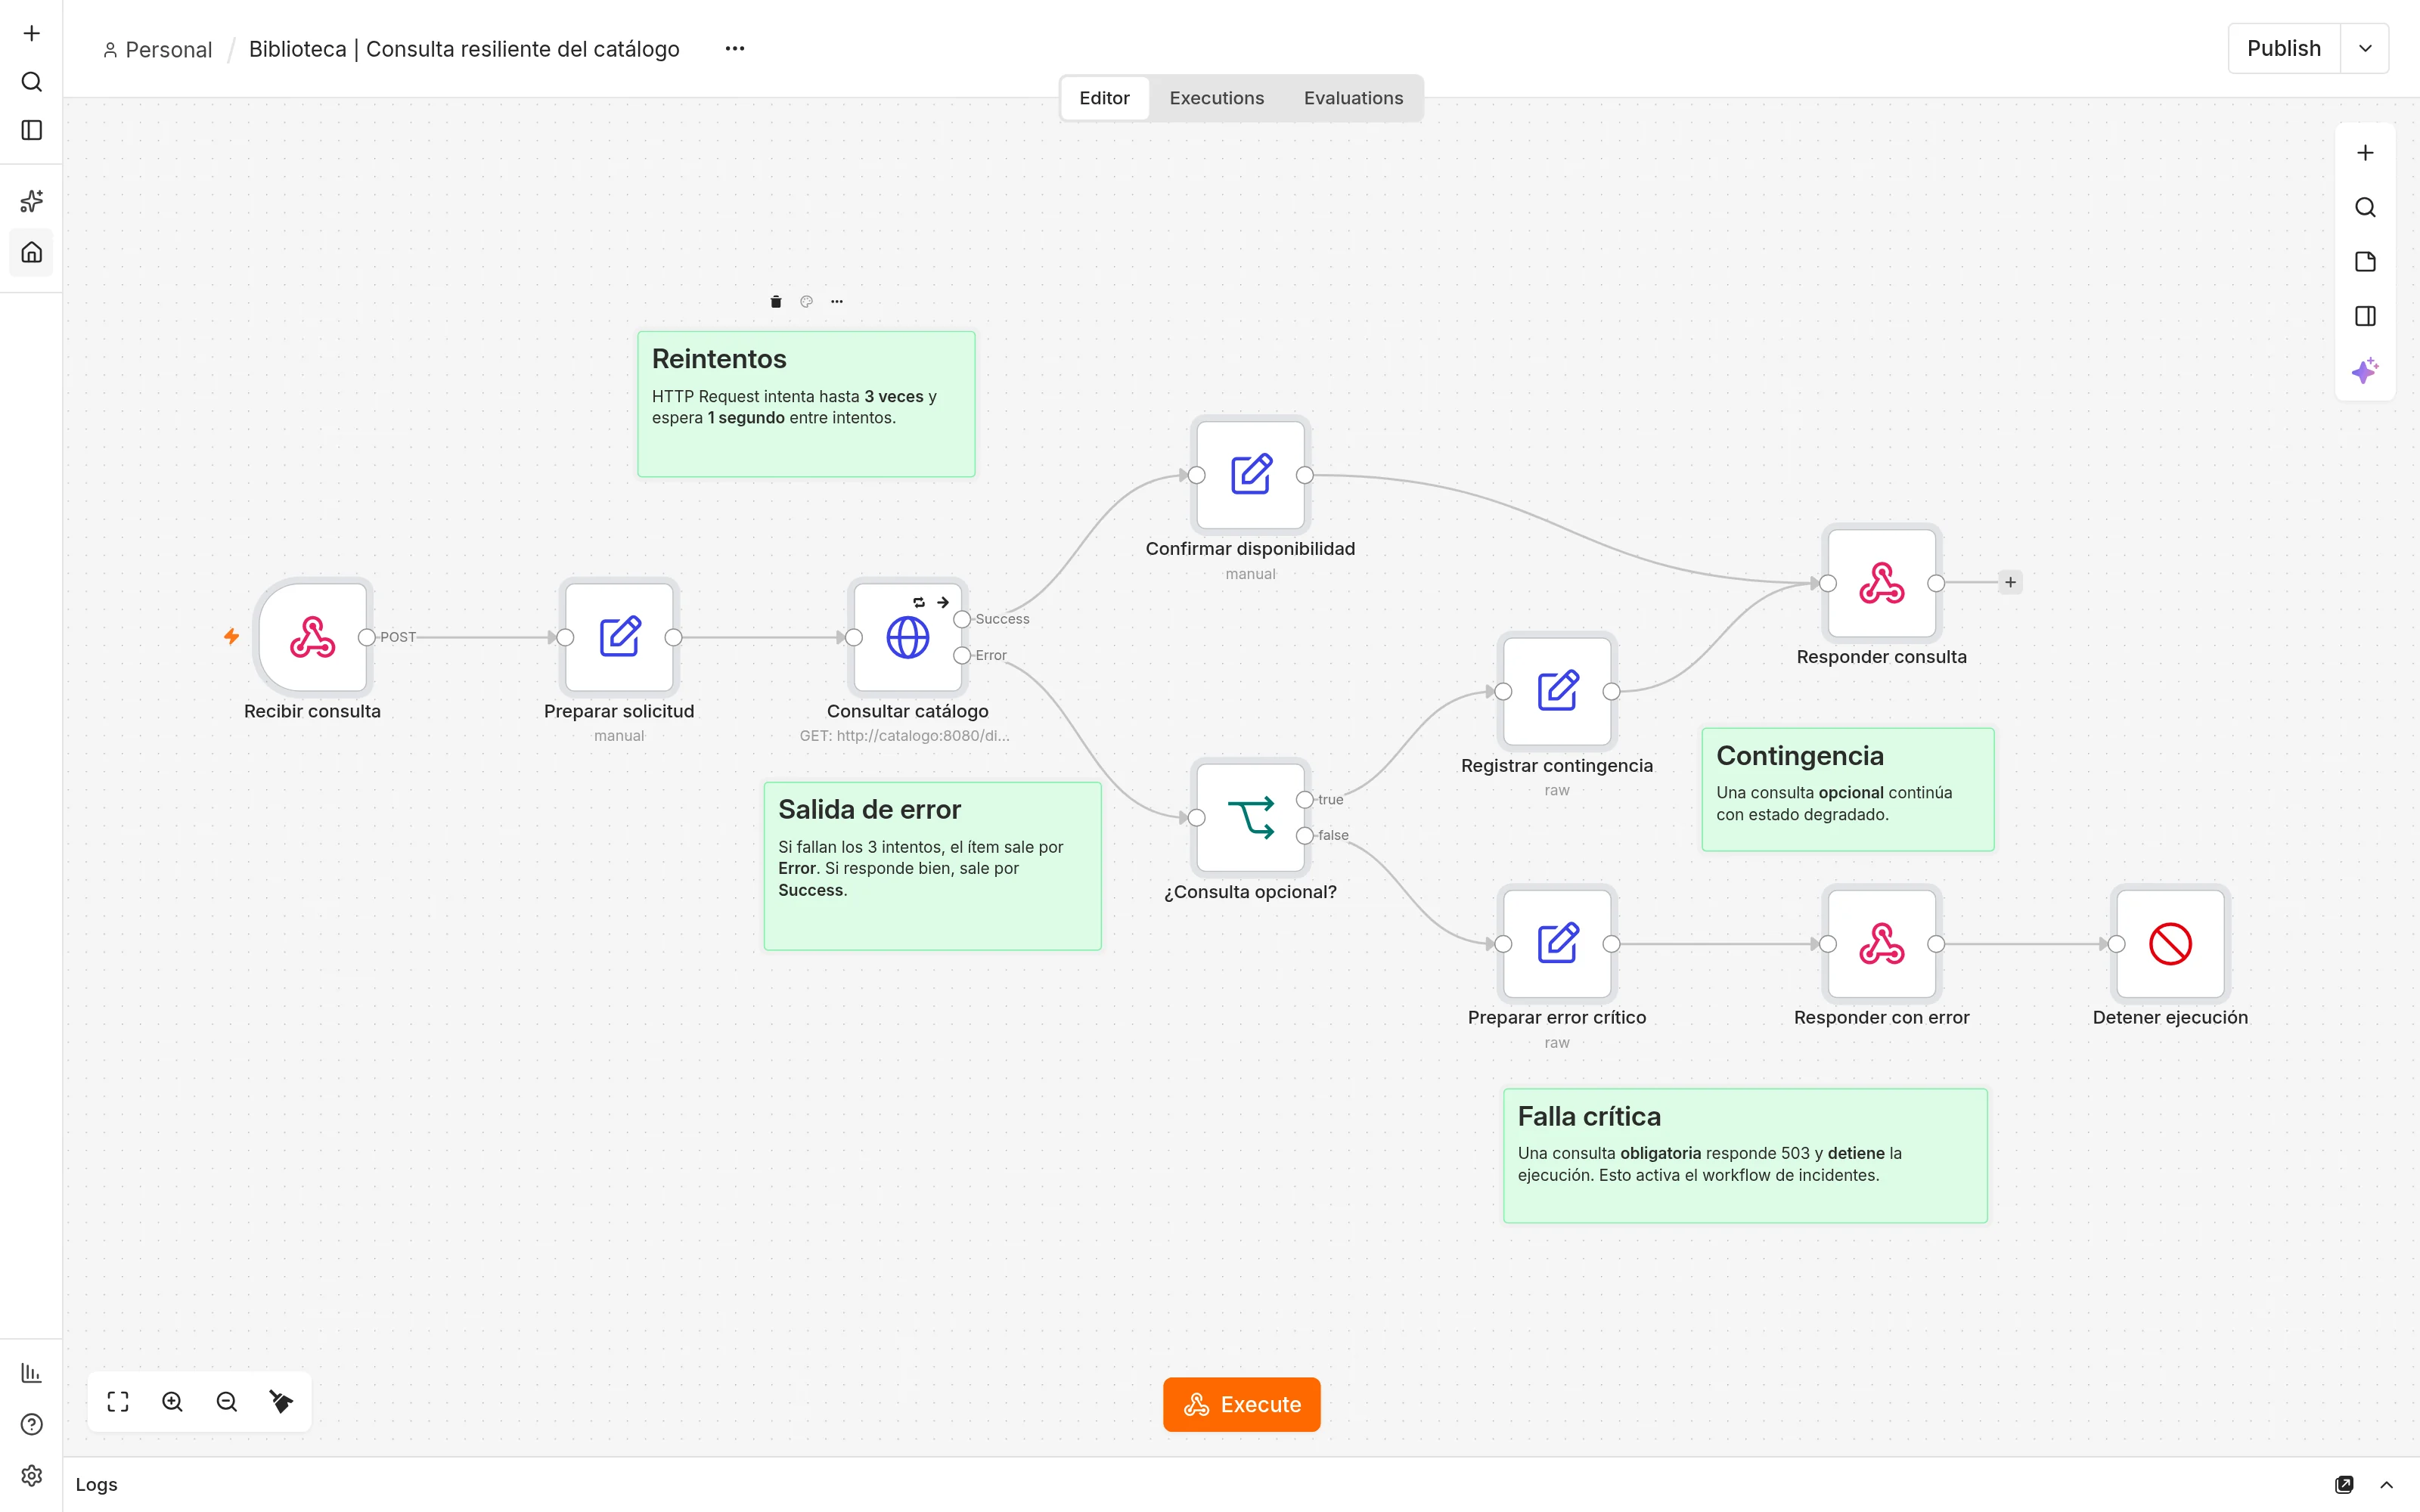 Personal / Biblioteca | Consulta resiliente del catálogo
Publish
Editor Executions Evaluations
Reintentos
HTTP Request intenta hasta 3 veces y
espera 1 segundo entre intentos.
Confirmar disponibilidad
manual
Success
Error
POST
Recibir consulta
Preparar solicitud
manual
Consultar catálogo
GET: http://catalogo:8080/di...
Responder consulta
Registrar contingencia
raw
Contingencia
Una consulta opcional continúa
con estado degradado.
Salida de error
Si fallan los 3 intentos, el ítem sale por
Error. Si responde bien, sale por
Success.
true
false
¿Consulta opcional?
Preparar error crítico
raw
Responder con error
Detener ejecución
Falla crítica
Una consulta obligatoria responde 503 y detiene la
ejecución. Esto activa el workflow de incidentes.
Execute
Logs